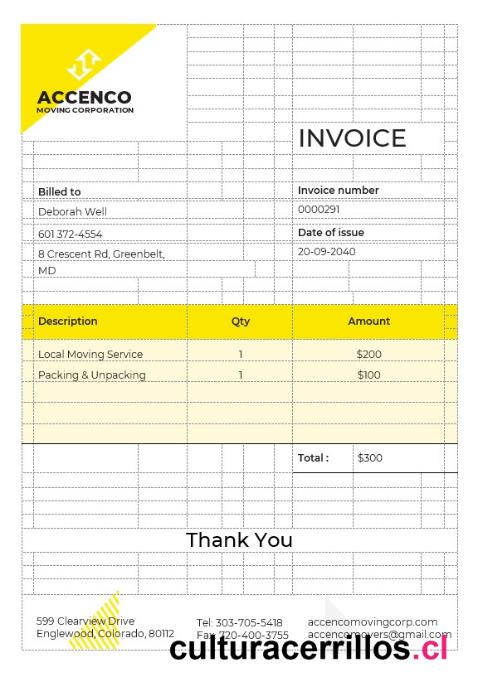 ACCENCO
MOVING CORPORATION
INVOICE
Billed to
Invoice number
Deborah Well
0000291
601 372-4554
Date of issue
8 Crescent Rd, Greenbelt,
MD
20-09-2040
Description Qty Amount
Local Moving Service 1 $200
Packing & Unpacking 1 $100
Total : $300
Thank You
599 Clearview Drive
Englewood, Colorado, 80112
Tel: 303-705-5418
Fax: 720-400-3755
accencomovingcorp.com
accencomovers@gmail.com
culturacerrillos.cl